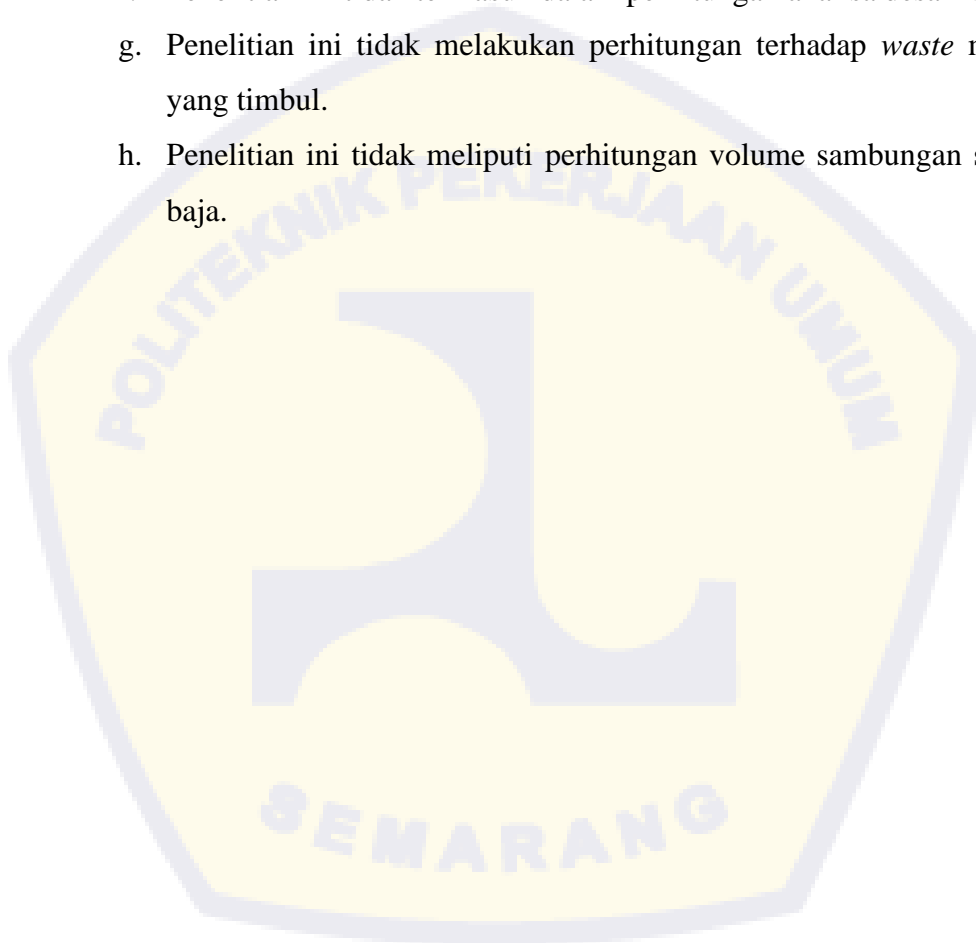 g. Penelitian ini tidak melakukan perhitungan terhadap waste
yang timbul.
h. Penelitian ini tidak meliputi perhitungan volume sambungan
baja.
POLITEKNIK PEKERJAAN UMUM
SEMARANG